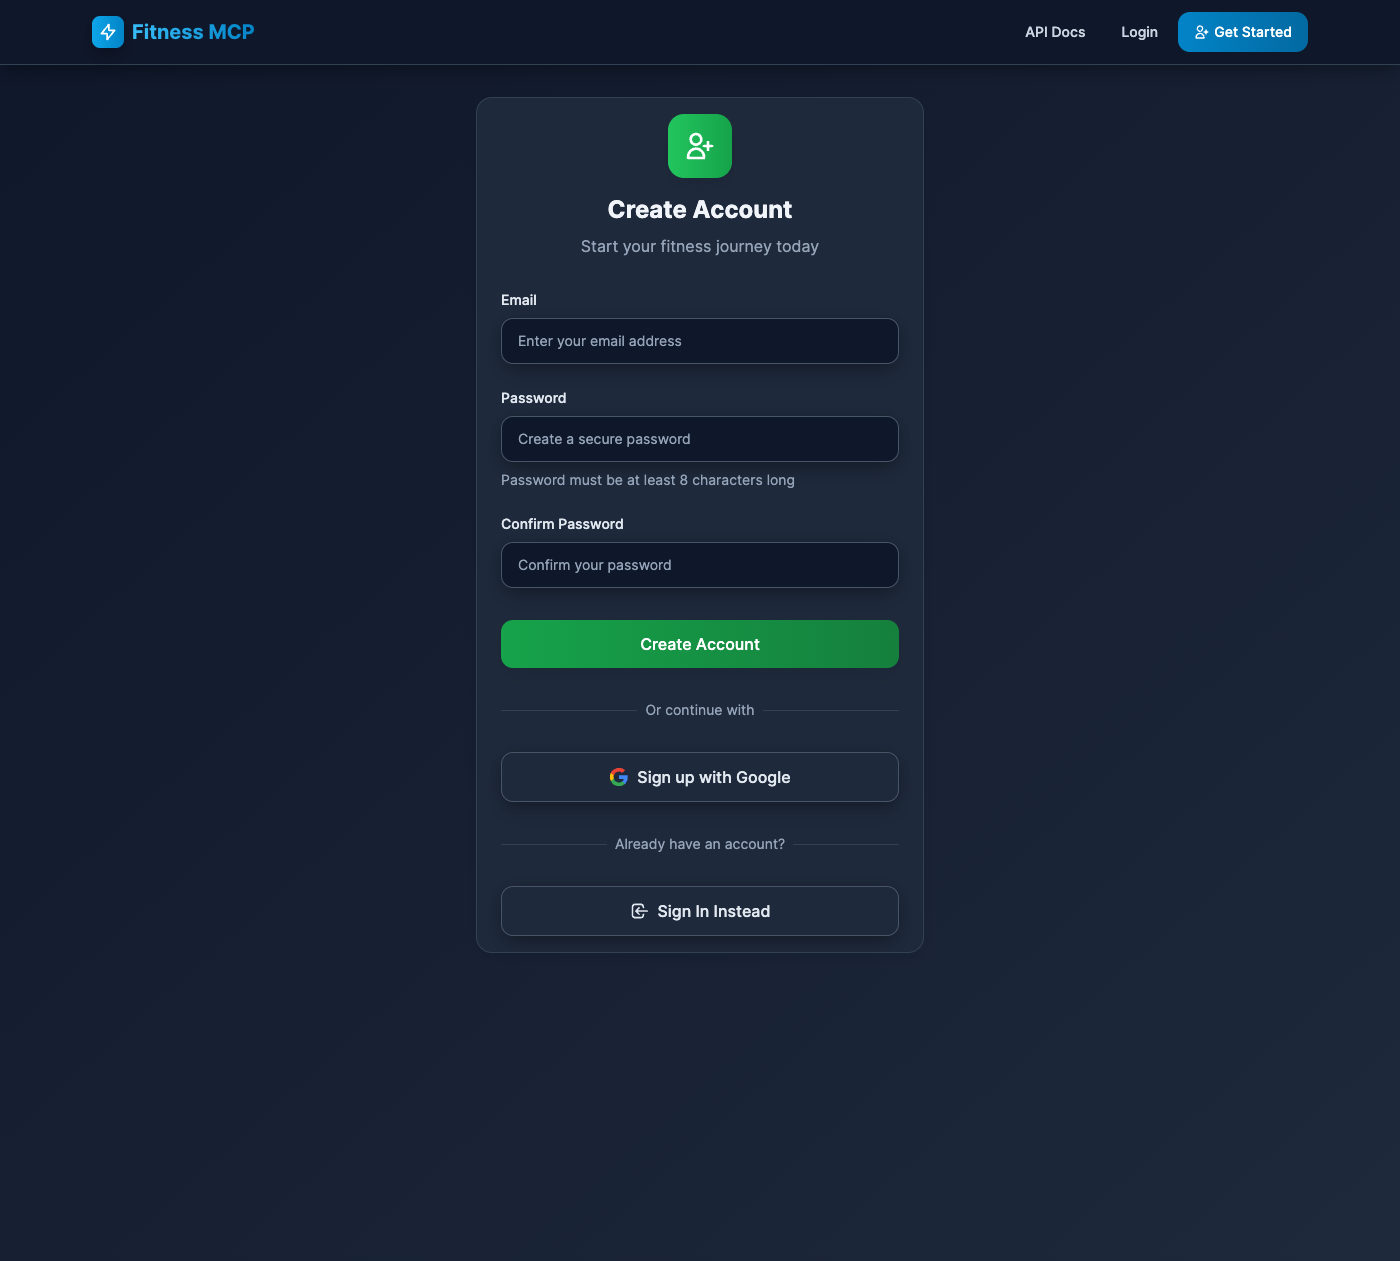 Fitness MCP
API Docs
Login
Get Started
Create Account
Start your fitness journey today
Email
Enter your email address
Password
Create a secure password
Password must be at least 8 characters long
Confirm Password
Confirm your password
Create Account
Or continue with
Sign up with Google
Already have an account?
Sign In Instead